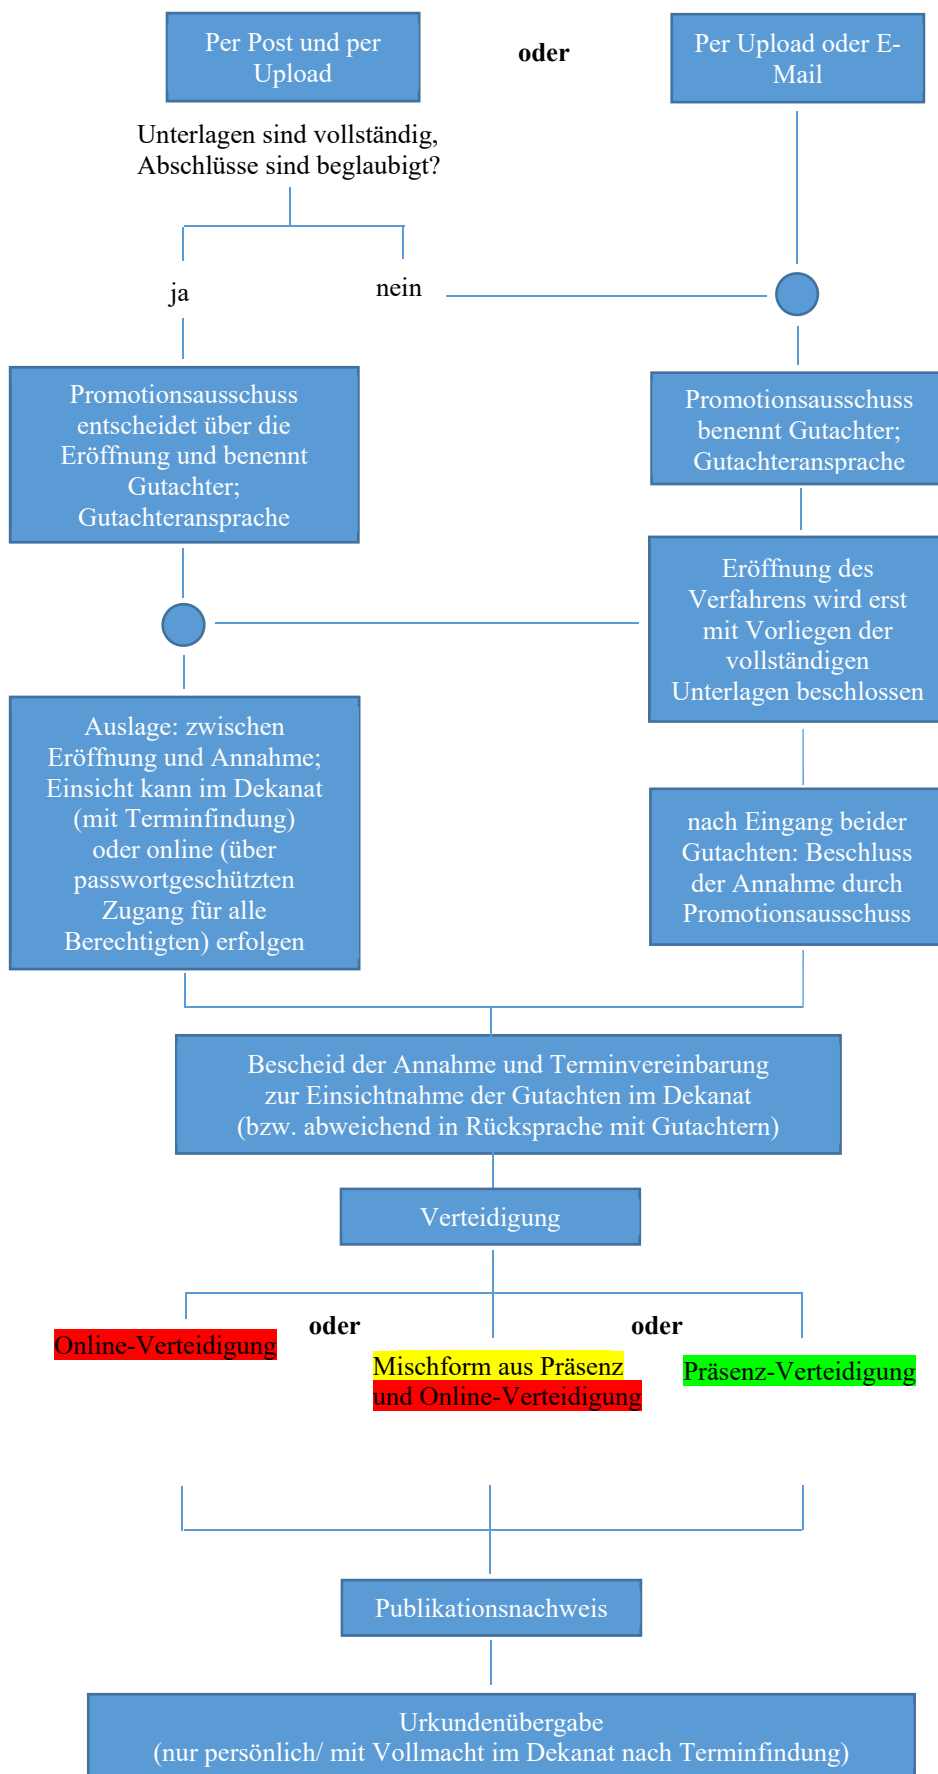 Per Post und per
Upload
oder
Per Upload oder E-
Mail
Unterlagen sind vollständig,
Abschlüsse sind beglaubigt?
ja
nein
Promotionsausschuss
entscheidet über die
Eröffnung und benennt
Gutachter;
Gutachteransprache
Promotionsausschuss
benennt Gutachter;
Gutachteransprache
Eröffnung des
Verfahrens wird erst
mit Vorliegen der
vollständigen
Unterlagen beschlossen
Auslage: zwischen
Eröffnung und Annahme;
Einsicht kann im Dekanat
(mit Terminfindung)
oder online (über
passwortgeschützten
Zugang für alle
Berechtigten) erfolgen
nach Eingang beider
Gutachten: Beschluss
der Annahme durch
Promotionsausschuss
Bescheid der Annahme und Terminvereinbarung
zur Einsichtnahme der Gutachten im Dekanat
(bzw. abweichend in Rücksprache mit Gutachtern)
Verteidigung
Online-Verteidigung
oder
Mischform aus Präsenz
und Online-Verteidigung
oder
Präsenz-Verteidigung
Publikationsnachweis
Urkundenübergabe
(nur persönlich/ mit Vollmacht im Dekanat nach Terminfindung)